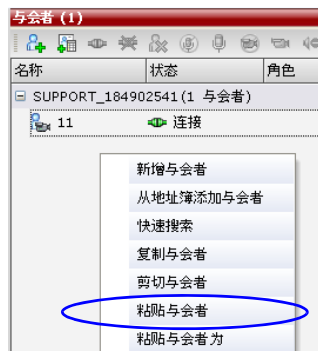 与会者 (1)
名称 状态 角色
SUPPORT_184902541(1 与会者)
11 连接
新增与会者
从地址簿添加与会者
快速搜索
复制与会者
剪切与会者
粘贴与会者
粘贴与会者为